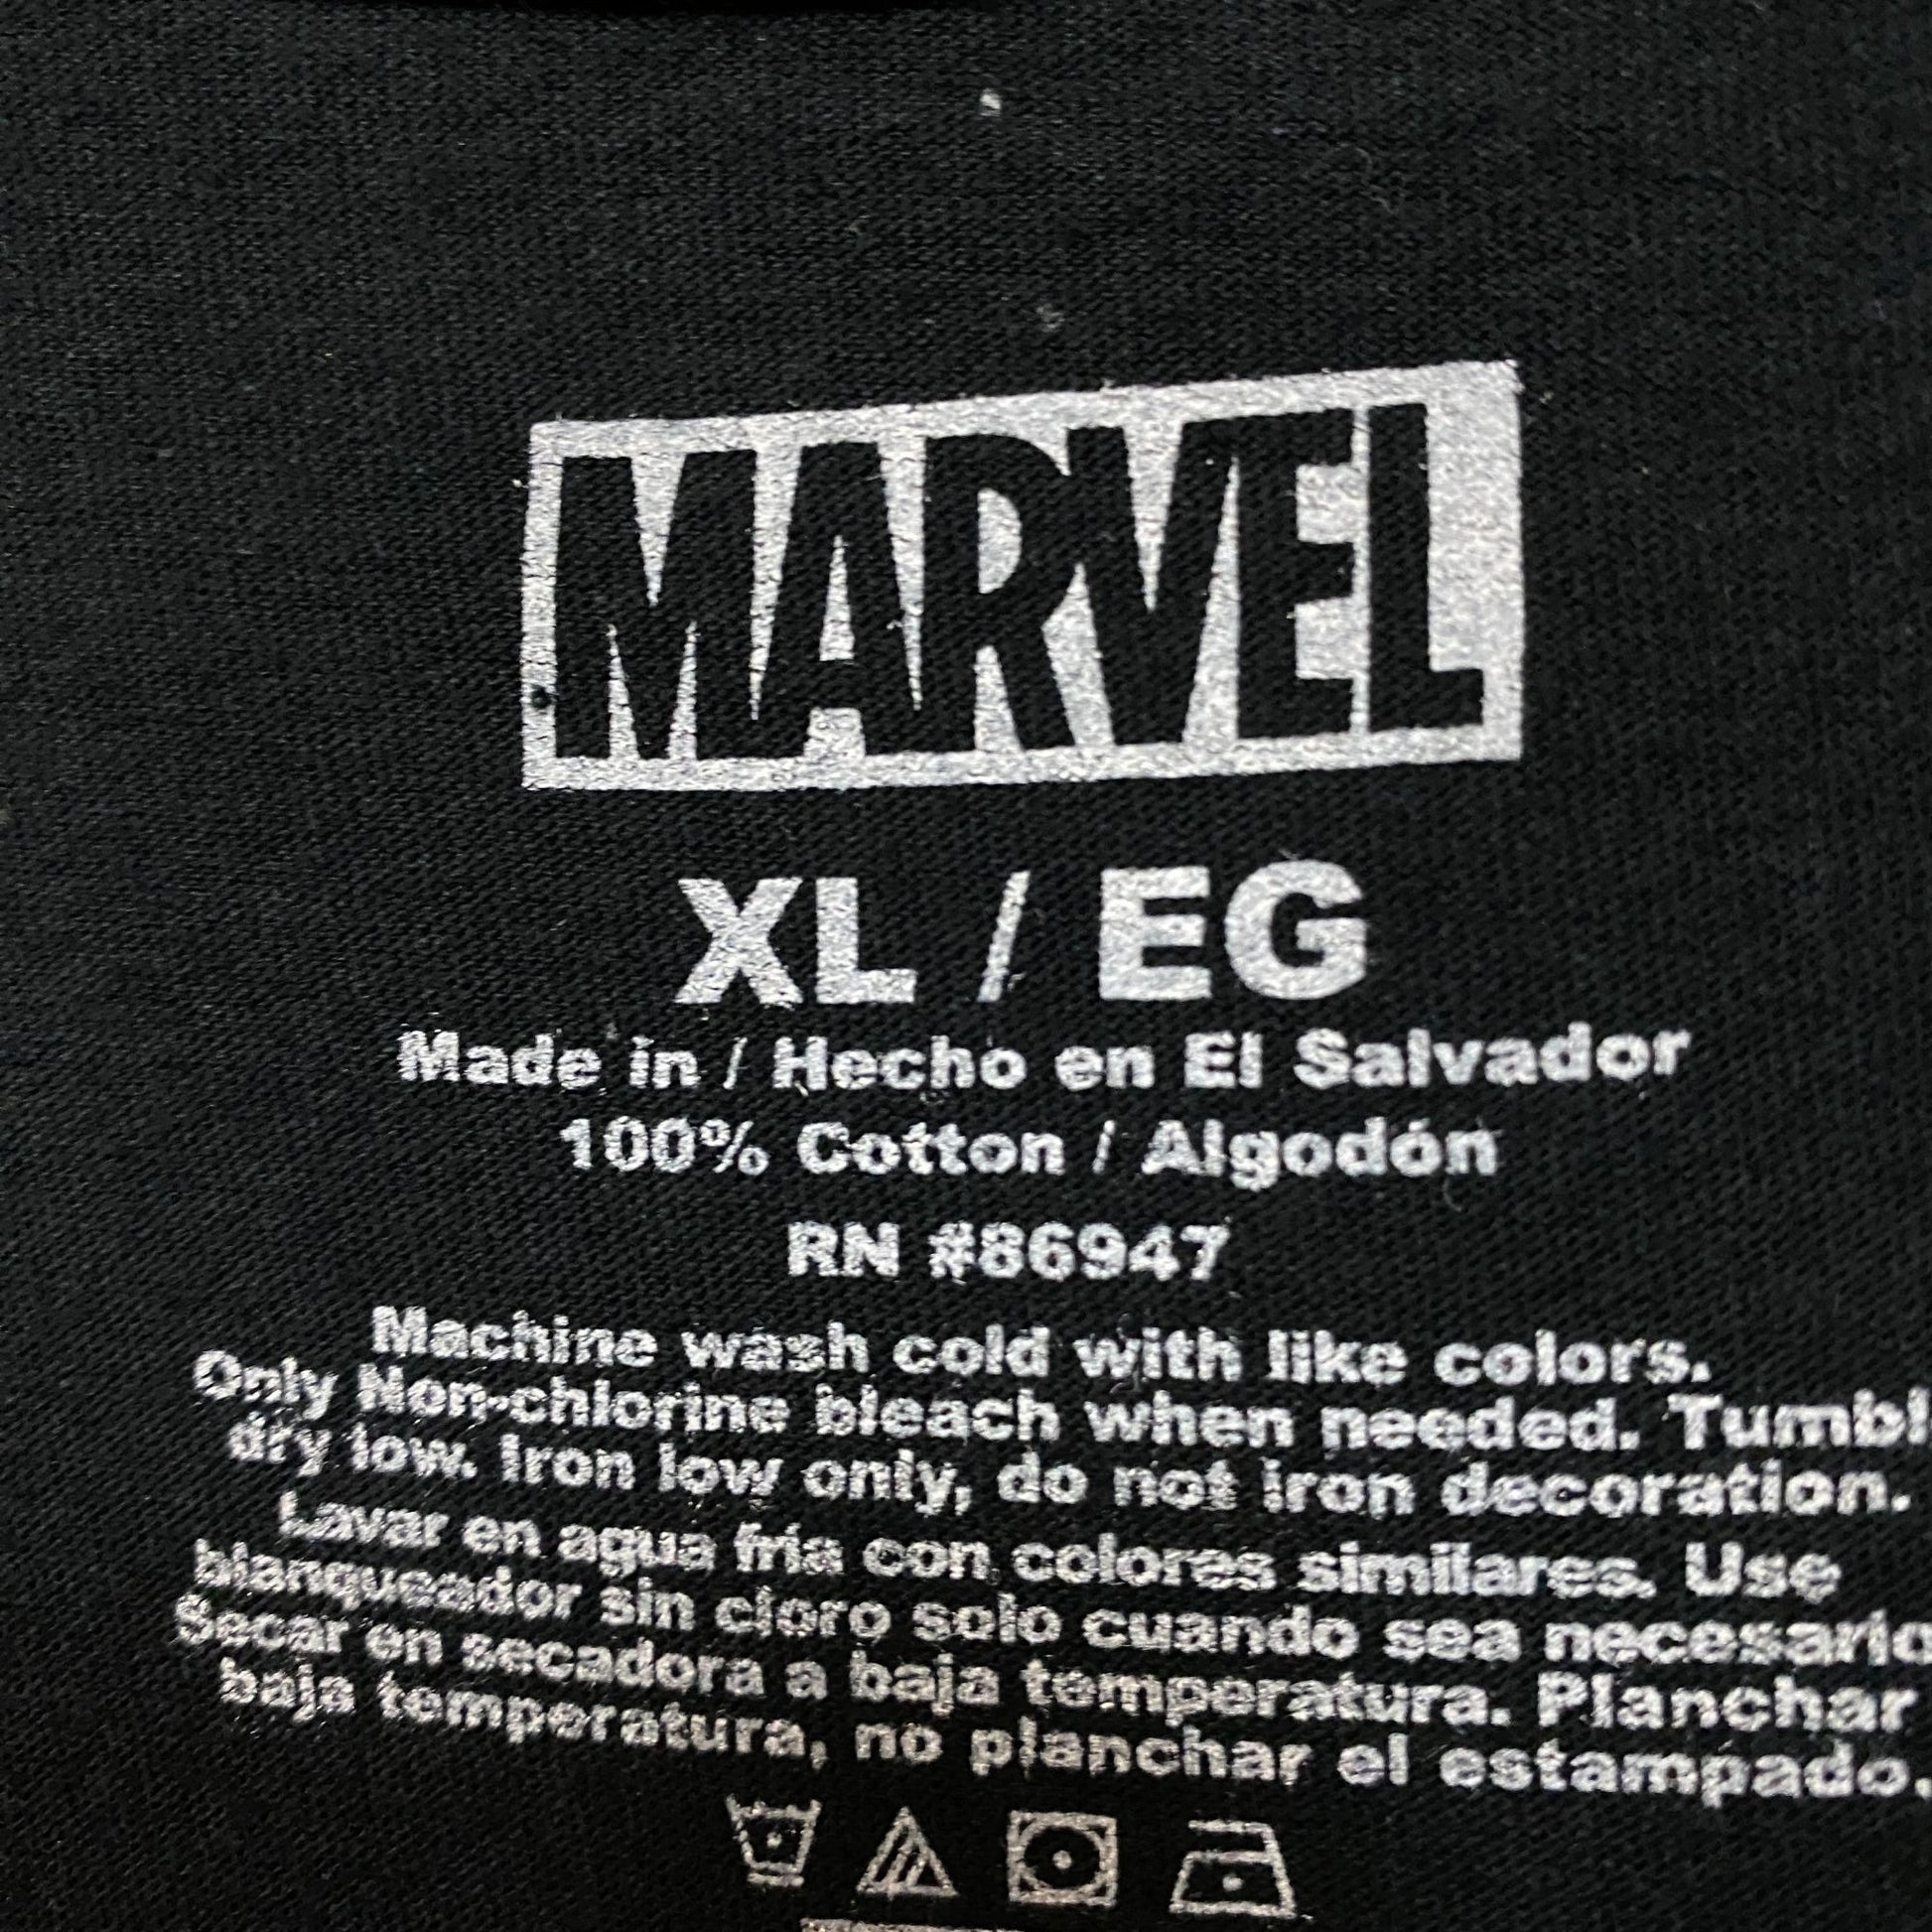 MARVEL
XL / EG
Made in / Hecho en El Salvador
100% Cotton / Algodón
RN #86947
Machine wash cold with like colors.
Only Non-chlorine bleach when needed. Tumbl
dry low. Iron low only, do not iron decoration.
Lavar en agua fria con colores similares. Use
blanqueador sin cloro solo cuando sea necesario
Secar en secadora a baja temperatura. Planchar
baja temperatura, no planchar el estampado.